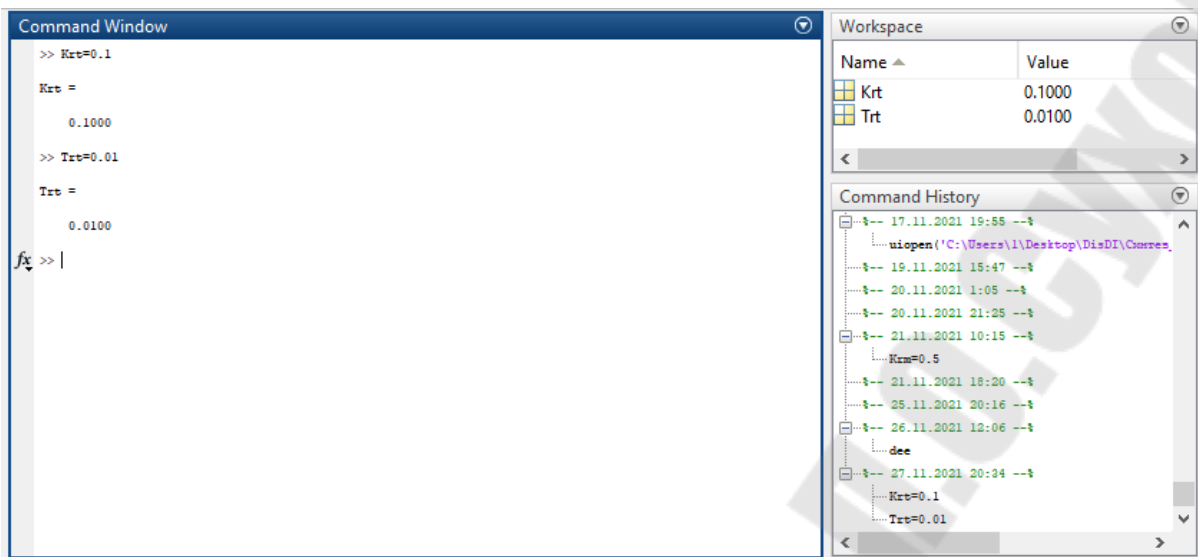 Command Window
>> Krt=0.1
Krt =
0.1000
>> Trt=0.01
Trt =
0.0100
fx >>
Workspace
Name Value
Krt 0.1000
Trt 0.0100
Command History
%-- 17.11.2021 19:55 --%
uiopen('C:\Users\1\Desktop\DisDI\Синтез_
%-- 19.11.2021 15:47 --%
%-- 20.11.2021 1:05 --%
%-- 20.11.2021 21:25 --%
%-- 21.11.2021 10:15 --%
Krm=0.5
%-- 21.11.2021 18:20 --%
%-- 25.11.2021 20:16 --%
%-- 26.11.2021 12:06 --%
dee
%-- 27.11.2021 20:34 --%
Krt=0.1
Trt=0.01